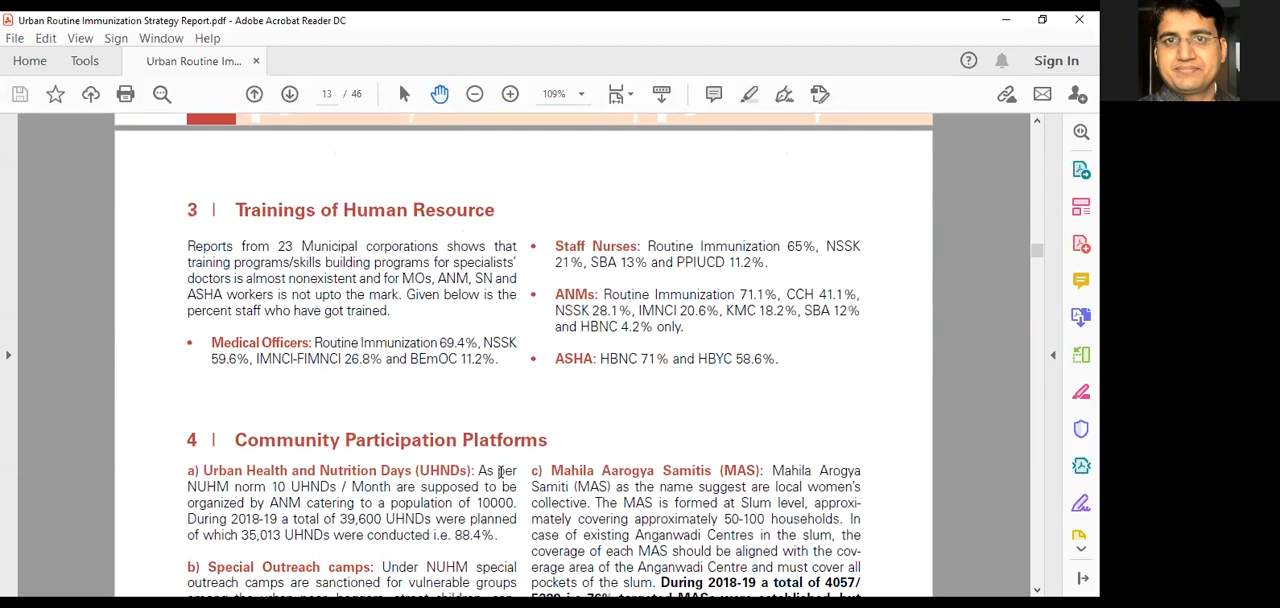 Urban Routine Immunization Strategy Report.pdf - Adobe Acrobat Reader DC
File Edit View Sign Window Help
Home Tools Urban Routine Im... × Sign In
13 / 46 109%
3 | Trainings of Human Resource
Reports from 23 Municipal corporations shows that
training programs/skills building programs for specialists'
doctors is almost nonexistent and for MOs, ANM, SN and
ASHA workers is not upto the mark. Given below is the
percent staff who have got trained.
• Medical Officers: Routine Immunization 69.4%, NSSK
59.6%, IMNCI-FIMNCI 26.8% and BEmOC 11.2%.
• Staff Nurses: Routine Immunization 65%, NSSK
21%, SBA 13% and PPIUCD 11.2%.
• ANMs: Routine Immunization 71.1%, CCH 41.1%,
NSSK 28.1%, IMNCI 20.6%, KMC 18.2%, SBA 12%
and HBNC 4.2% only.
• ASHA: HBNC 71% and HBYC 58.6%.
4 | Community Participation Platforms
a) Urban Health and Nutrition Days (UHNDs): As per
NUHM norm 10 UHNDs / Month are supposed to be
organized by ANM catering to a population of 10000.
During 2018-19 a total of 39,600 UHNDs were planned
of which 35,013 UHNDs were conducted i.e. 88.4%.
b) Special Outreach camps: Under NUHM special
outreach camps are sanctioned for vulnerable groups
among the urban poor, beggars, street children,
c) Mahila Aarogya Samitis (MAS): Mahila Arogya
Samiti (MAS) as the name suggest are local women's
collective. The MAS is formed at Slum level, approxi-
mately covering approximately 50-100 households. In
case of existing Anganwadi Centres in the slum, the
coverage of each MAS should be aligned with the cov-
erage area of the Anganwadi Centre and must cover all
pockets of the slum. During 2018-19 a total of 4057/
i.e 76% targeted MASs were established, but